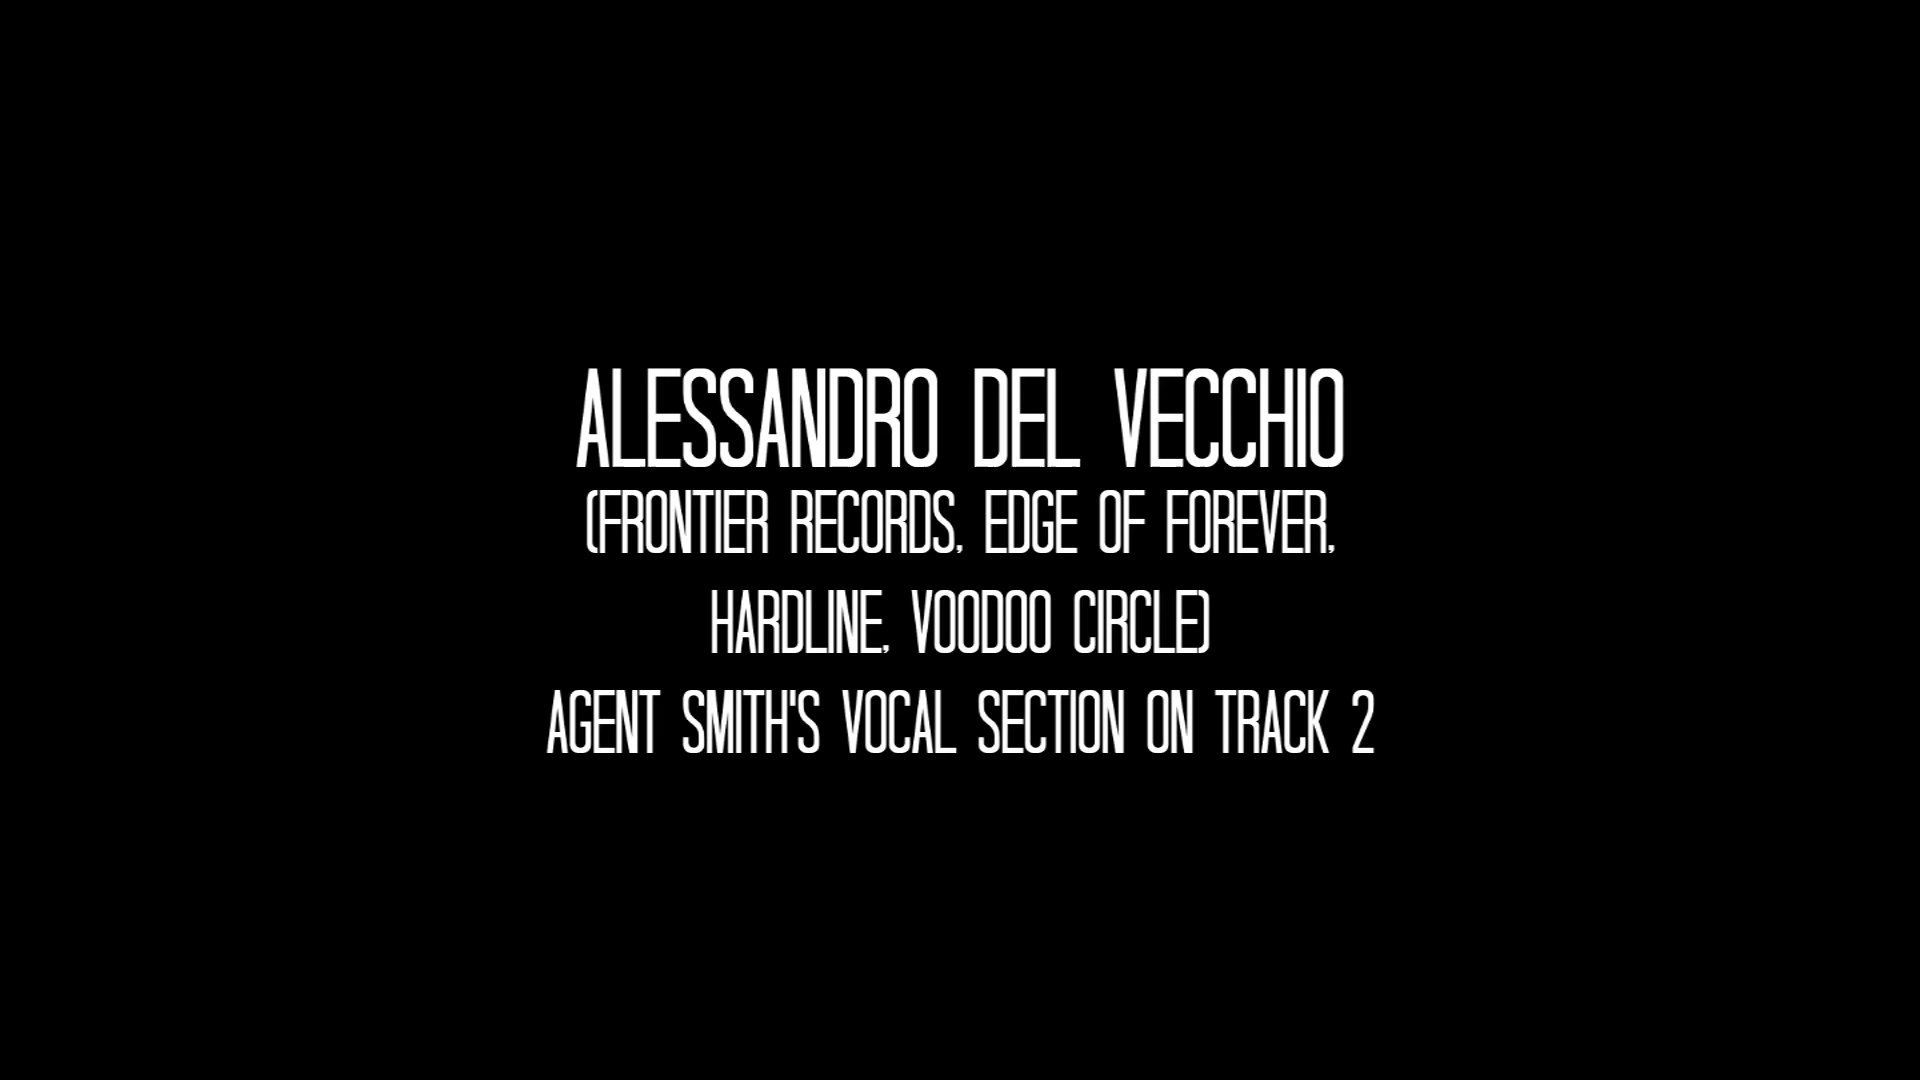 ALESSANDRO DEL VECCHIO
(FRONTIER RECORDS, EDGE OF FOREVER,
HARDLINE, VOODOO CIRCLE)
AGENT SMITH'S VOCAL SECTION ON TRACK 2